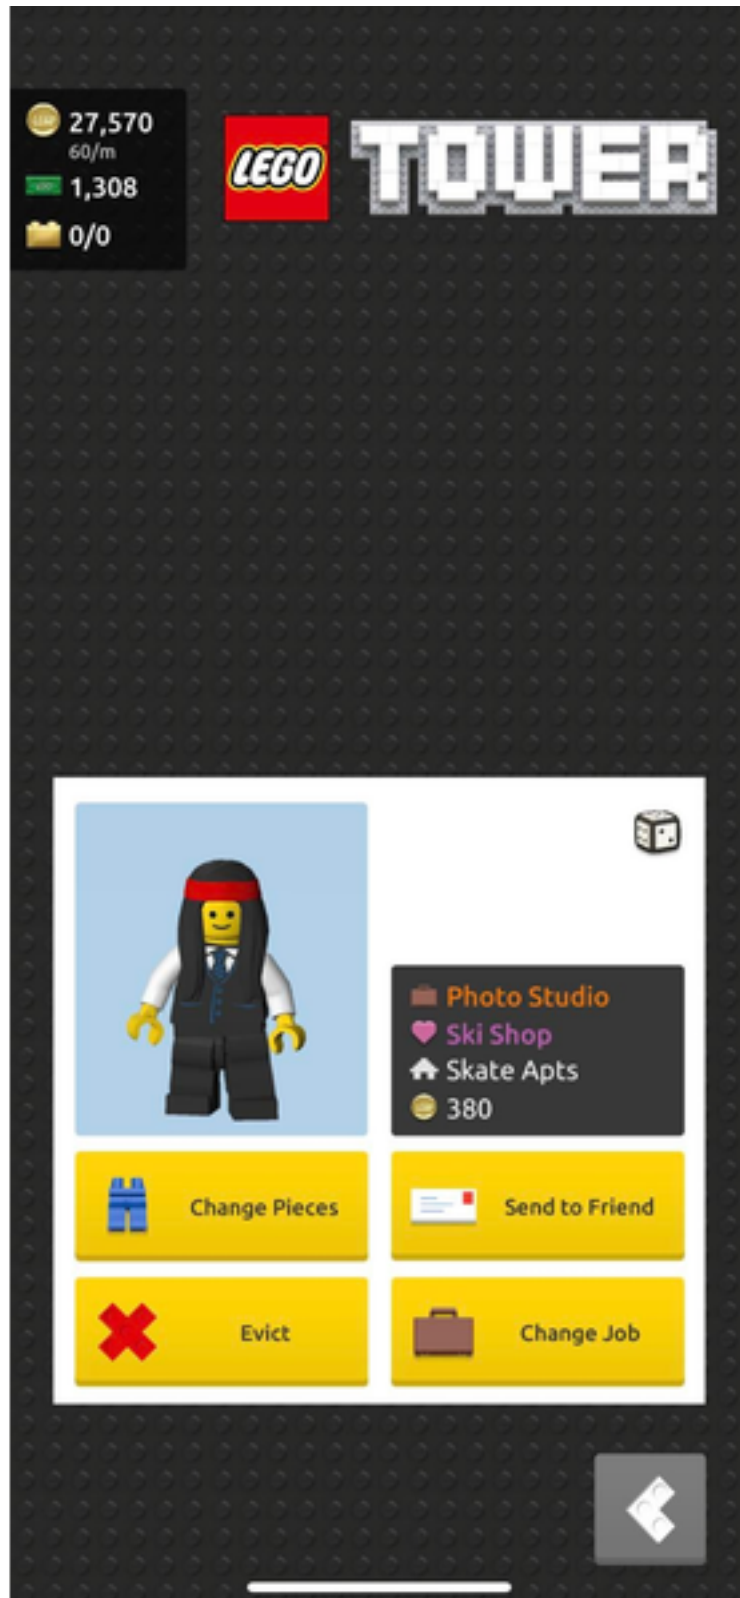 27,570
60/m
1,308
0/0
LEGO TOWER
Photo Studio
Ski Shop
Skate Apts
380
Change Pieces
Send to Friend
Evict
Change Job